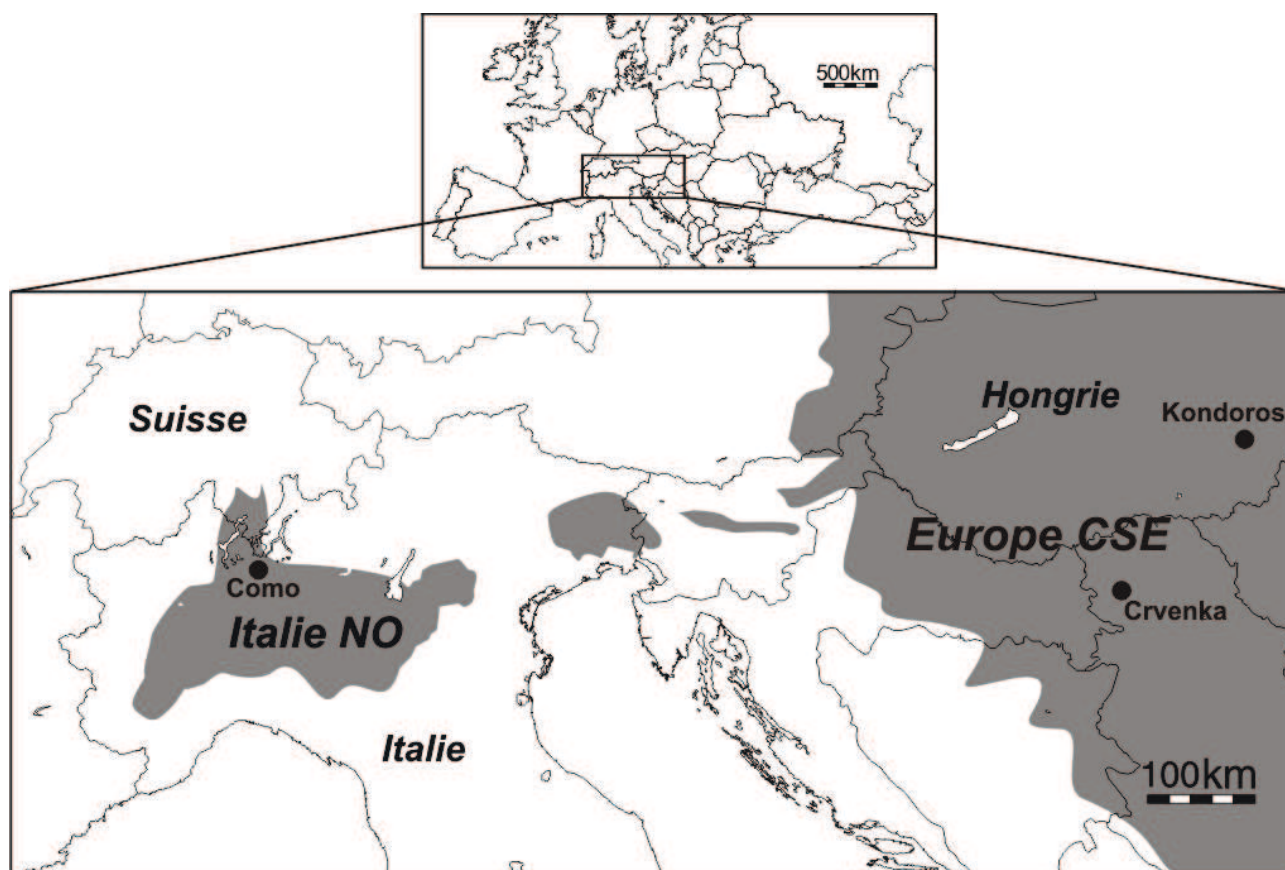 500km
Hongrie
Suisse
Kondoros
Europe CSE
Como
Crvenka
Italie NO
Italie
100km